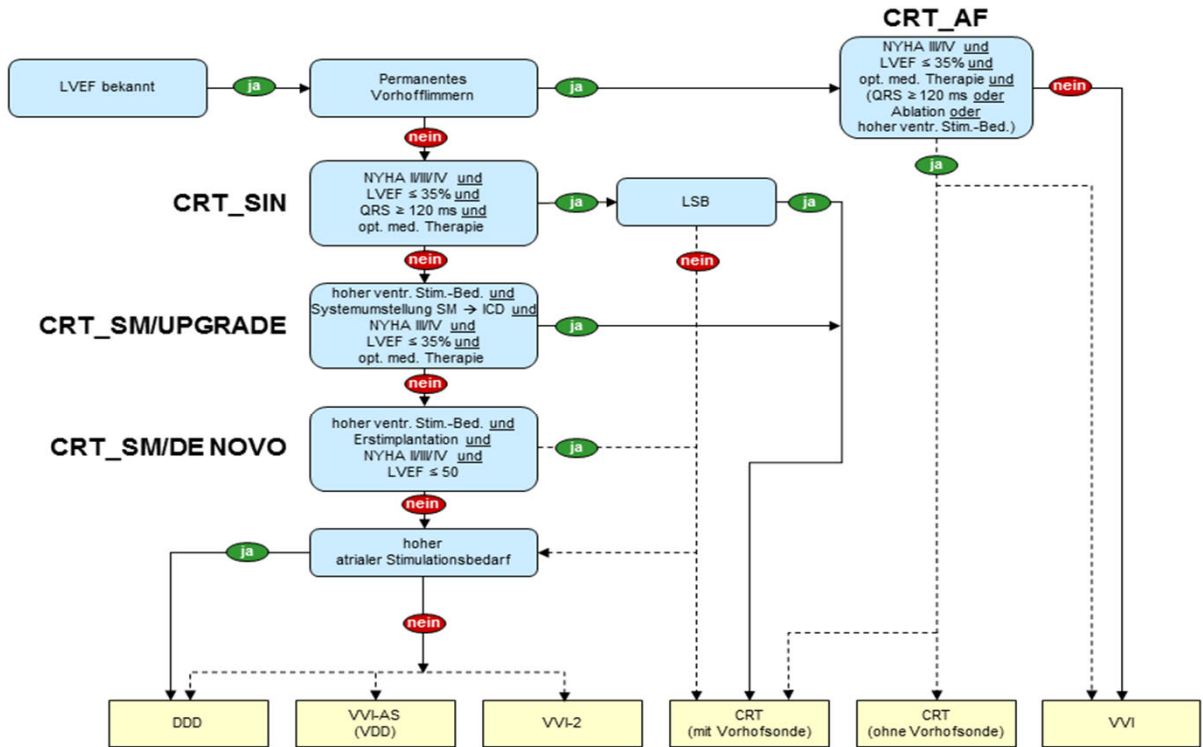 CRT_AF
LVEF bekannt
ja
Permanentes
Vorhofflimmern
ja
NYHA III/IV und
LVEF ≤ 35% und
opt. med. Therapie und
(QRS ≥ 120 ms oder
Ablation oder
hoher ventr. Stim.-Bed.)
nein
nein
ja
CRT_SIN
NYHA II/III/IV und
LVEF ≤ 35% und
QRS ≥ 120 ms und
opt. med. Therapie
ja
LSB
ja
nein
nein
CRT_SM/UPGRADE
hoher ventr. Stim.-Bed. und
Systemumstellung SM → ICD und
NYHA III/IV und
LVEF ≤ 35% und
opt. med. Therapie
ja
nein
CRT_SM/DE NOVO
hoher ventr. Stim.-Bed. und
Erstimplantation und
NYHA II/III/IV und
LVEF ≤ 50
ja
nein
ja
hoher
atrialer Stimulationsbedarf
nein
DDD
VVI-AS
(VDD)
VVI-2
CRT
(mit Vorhofsonde)
CRT
(ohne Vorhofsonde)
VVI